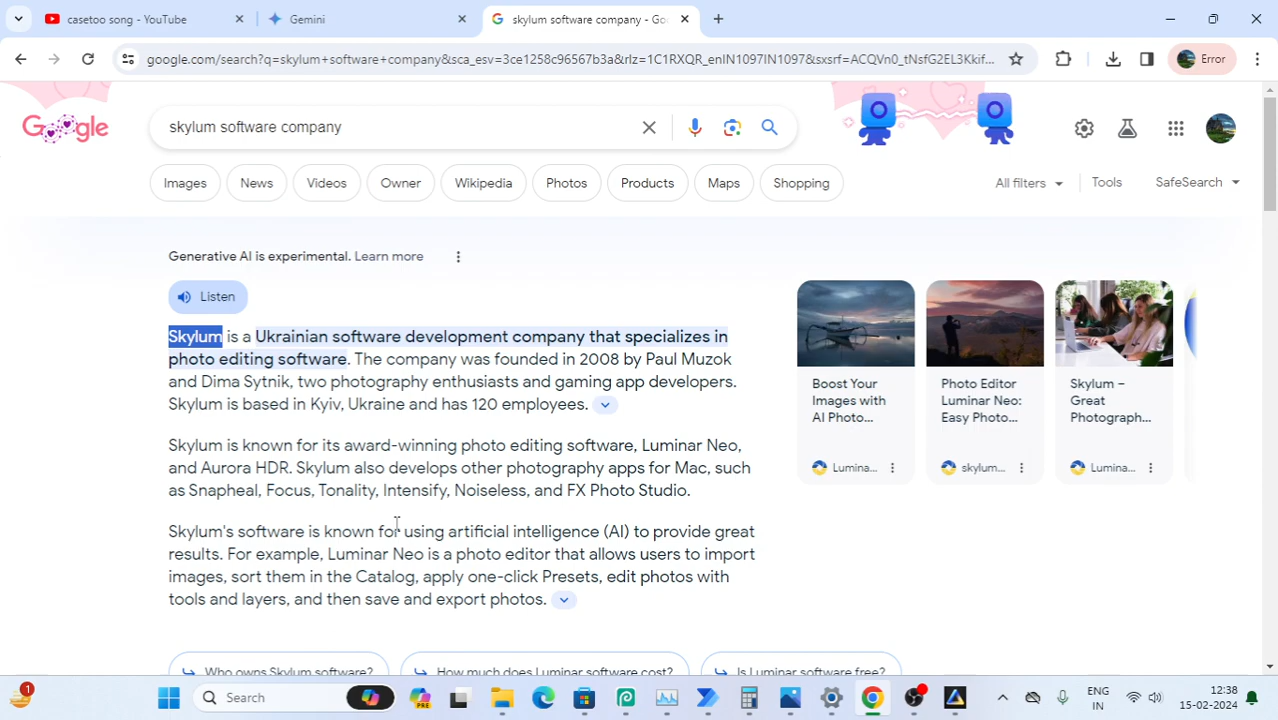 casetoo song - YouTube
Gemini
skylum software company - Go
google.com/search?q=skylum+software+company&sca_esv=3ce1258c96567b3a&rlz=1C1RXQR_enIN1097IN1097&sxsrf=ACQVn0_tNsfG2EL3Kkif...
Error
Google
skylum software company
Images
News
Videos
Owner
Wikipedia
Photos
Products
Maps
Shopping
All filters
Tools
SafeSearch
Generative AI is experimental. Learn more
Listen
Skylum is a Ukrainian software development company that specializes in
photo editing software. The company was founded in 2008 by Paul Muzok
and Dima Sytnik, two photography enthusiasts and gaming app developers.
Skylum is based in Kyiv, Ukraine and has 120 employees.
Skylum is known for its award-winning photo editing software, Luminar Neo,
and Aurora HDR. Skylum also develops other photography apps for Mac, such
as Snapheal, Focus, Tonality, Intensify, Noiseless, and FX Photo Studio.
Skylum's software is known for using artificial intelligence (AI) to provide great
results. For example, Luminar Neo is a photo editor that allows users to import
images, sort them in the Catalog, apply one-click Presets, edit photos with
tools and layers, and then save and export photos.
Boost Your
Images with
AI Photo...
Lumina...
Photo Editor
Luminar Neo:
Easy Photo...
skylum...
Skylum –
Great
Photograph...
Lumina...
Who owns Skylum software?
How much does Luminar software cost?
Is Luminar software free?
1
Search
PRE
ENG
IN
12:38
15-02-2024